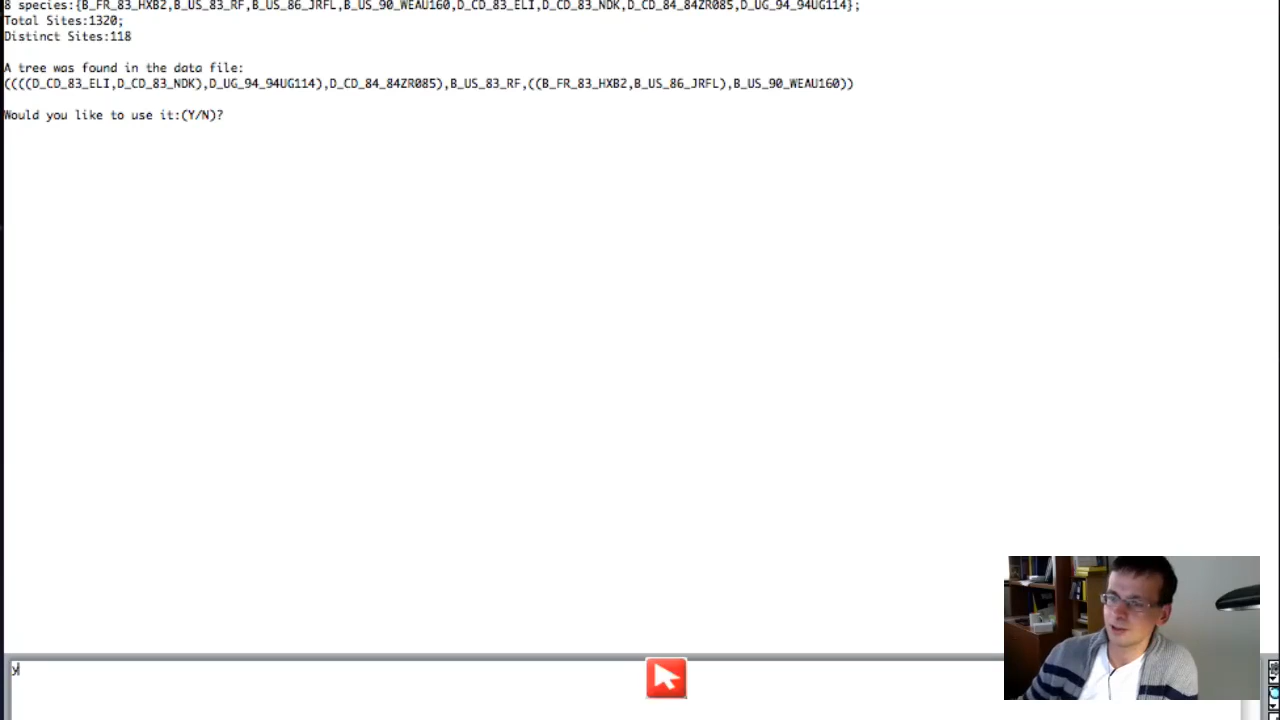 8 species:{B_FR_83_HXB2,B_US_83_RF,B_US_86_JRFL,B_US_90_WEAU160,D_CD_83_ELI,D_CD_83_NDK,D_CD_84_84ZR085,D_UG_94_94UG114};
Total Sites:1320;
Distinct Sites:118
A tree was found in the data file:
((((D_CD_83_ELI,D_CD_83_NDK),D_UG_94_94UG114),D_CD_84_84ZR085),B_US_83_RF,((B_FR_83_HXB2,B_US_86_JRFL),B_US_90_WEAU160))
Would you like to use it:(Y/N)?
y